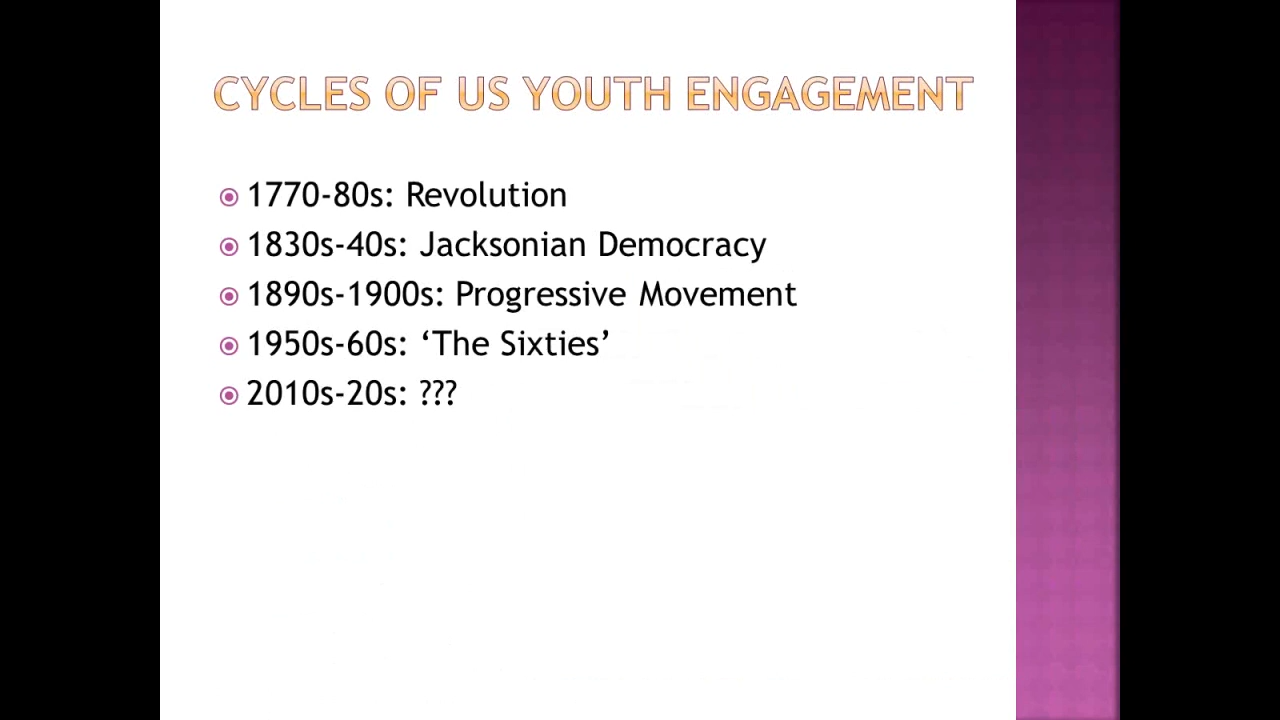 CYCLES OF US YOUTH ENGAGEMENT
1770-80s: Revolution
1830s-40s: Jacksonian Democracy
1890s-1900s: Progressive Movement
1950s-60s: ‘The Sixties’
2010s-20s: ???